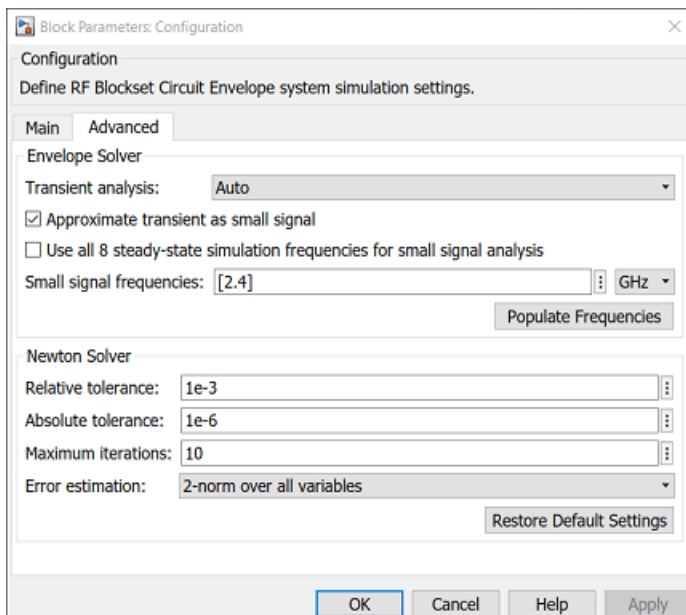 Block Parameters: Configuration
Configuration
Define RF Blockset Circuit Envelope system simulation settings.
Main Advanced
Envelope Solver
Transient analysis: Auto
Approximate transient as small signal
Use all 8 steady-state simulation frequencies for small signal analysis
Small signal frequencies: [2.4] GHz
Populate Frequencies
Newton Solver
Relative tolerance: 1e-3
Absolute tolerance: 1e-6
Maximum iterations: 10
Error estimation: 2-norm over all variables
Restore Default Settings
OK Cancel Help Apply